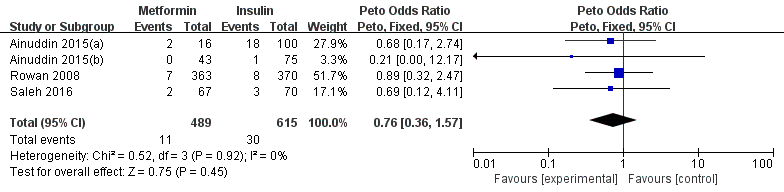 Metformin Insulin Peto Odds Ratio Peto Odds Ratio
Study or Subgroup Events Total Events Total Weight Peto, Fixed, 95% CI Peto, Fixed, 95% CI
Ainuddin 2015(a) 2 16 18 100 27.9% 0.68 [0.17, 2.74]
Ainuddin 2015(b) 0 43 1 75 3.3% 0.21 [0.00, 12.17]
Rowan 2008 7 363 8 370 51.7% 0.89 [0.32, 2.47]
Saleh 2016 2 67 3 70 17.1% 0.69 [0.12, 4.11]
Total (95% CI) 489 615 100.0% 0.76 [0.36, 1.57]
Total events 11 30
Heterogeneity: Chi² = 0.52, df = 3 (P = 0.92); I² = 0%
Test for overall effect: Z = 0.75 (P = 0.45)
0.01 0.1 1 10 100
Favours [experimental] Favours [control]